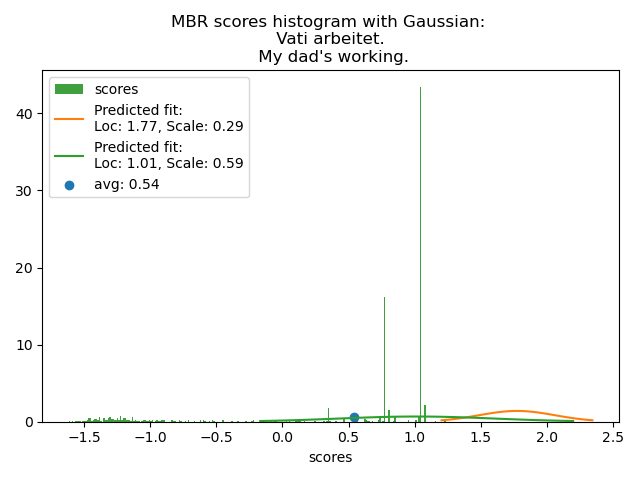 MBR scores histogram with Gaussian:
Vati arbeitet.
My dad's working.
scores
Predicted fit:
Loc: 1.77, Scale: 0.29
Predicted fit:
Loc: 1.01, Scale: 0.59
avg: 0.54
40
30
20
10
0
−1.5 −1.0 −0.5 0.0 0.5 1.0 1.5 2.0 2.5
scores